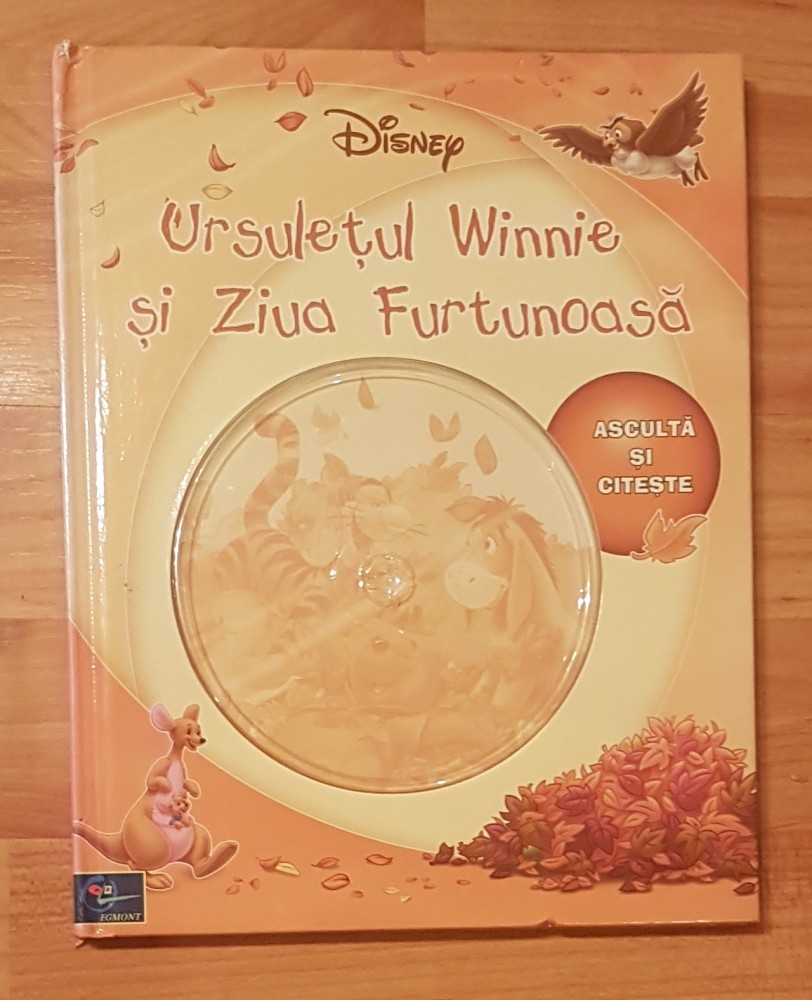 Disney
Ursulețul Winnie
și Ziua Furtunoasă
ASCULTĂ
ȘI
CITEȘTE
EGMONT